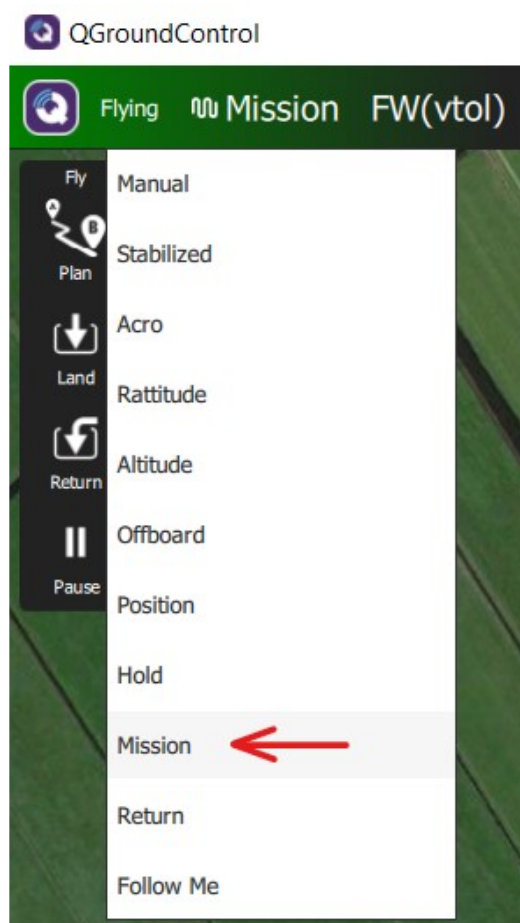 QGroundControl
Flying Mission FW(vtol)
Fly
A
B
Plan
Land
Return
Pause
Manual
Stabilized
Acro
Rattitude
Altitude
Offboard
Position
Hold
Mission
Return
Follow Me